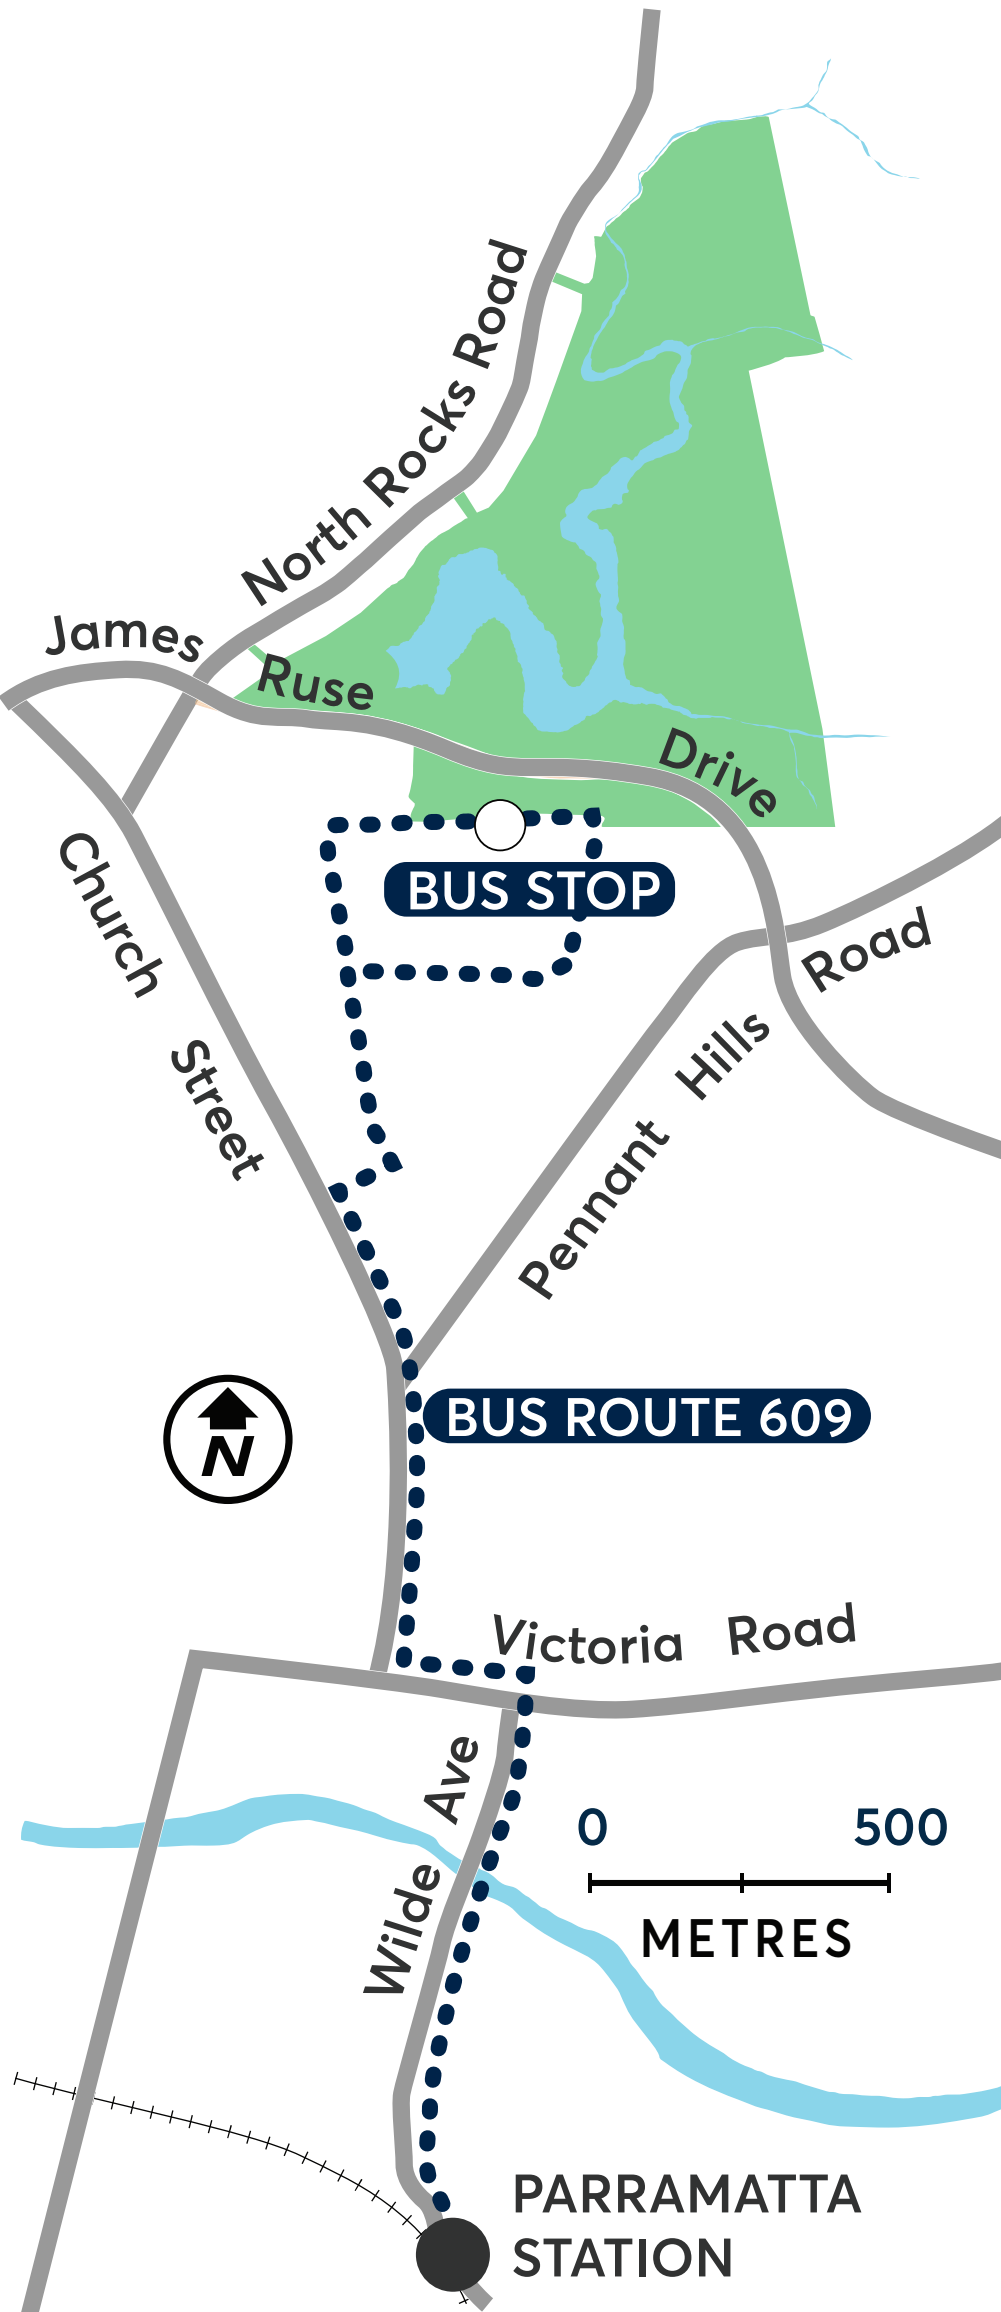 North Rocks Road
James Ruse Drive
BUS STOP
Church Street
Pennant Hills Road
N
BUS ROUTE 609
Victoria Road
Wilde Ave
0 500
METRES
PARRAMATTA
STATION